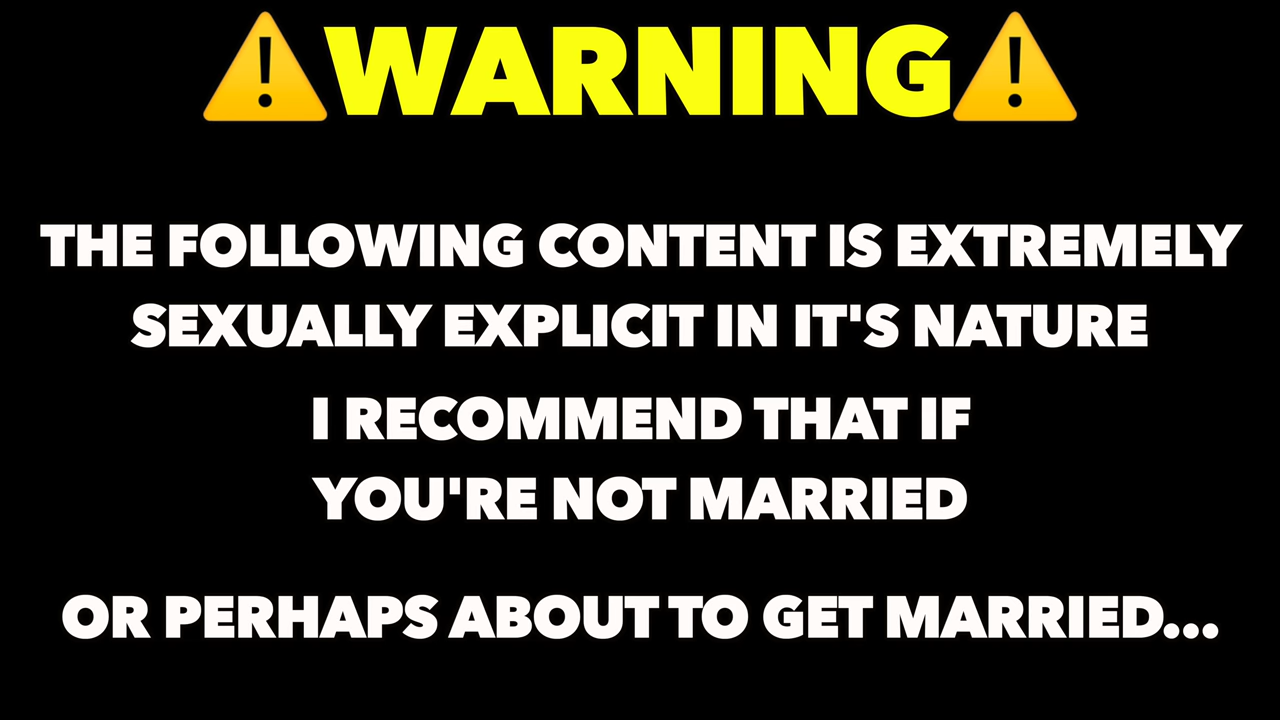 ⚠️WARNING⚠️
THE FOLLOWING CONTENT IS EXTREMELY
SEXUALLY EXPLICIT IN IT'S NATURE
I RECOMMEND THAT IF
YOU'RE NOT MARRIED
OR PERHAPS ABOUT TO GET MARRIED...